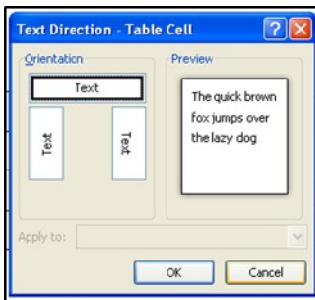 Text Direction - Table Cell
?
Orientation
Text
Text
Text
Preview
The quick brown
fox jumps over
the lazy dog
Apply to:
OK
Cancel